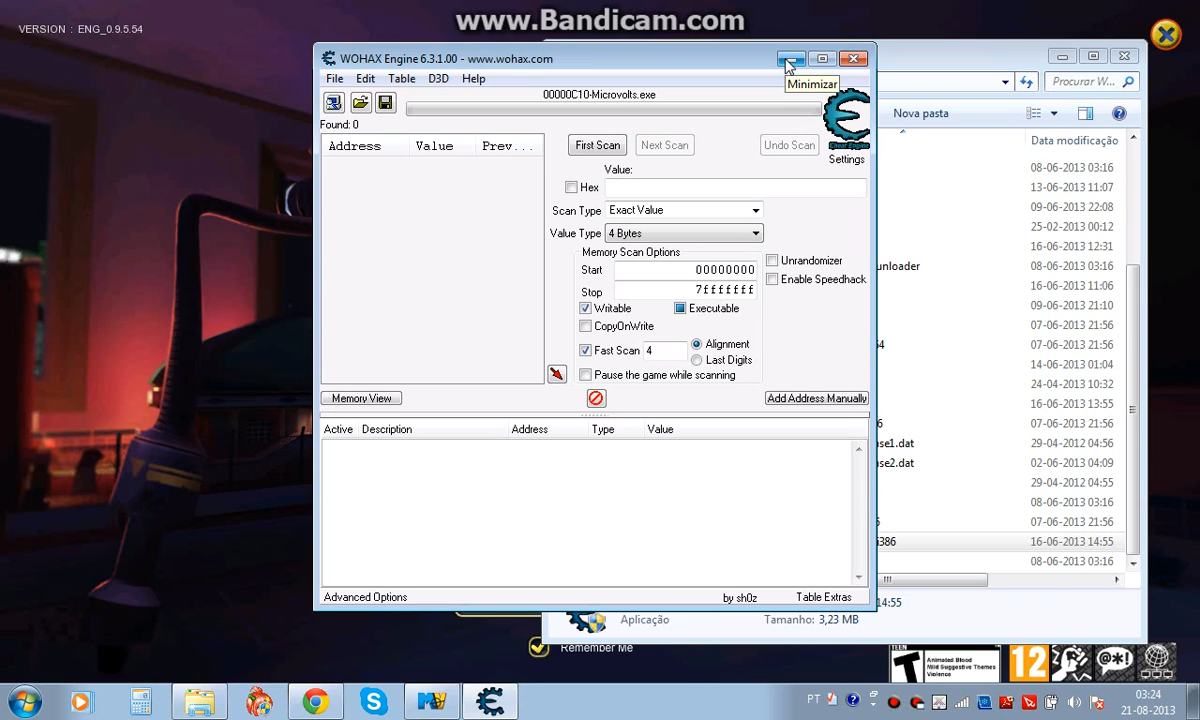 VERSION : ENG_0.9.5.54
www.Bandicam.com
WOHAX Engine 6.3.1.00 - www.wohax.com
File Edit Table D3D Help
Minimizar
00000C10-Microvolts.exe
Found: 0
Address Value Prev...
First Scan Next Scan Undo Scan
Cheat Engine
Settings
Value:
Hex
Scan Type Exact Value
Value Type 4 Bytes
Memory Scan Options
Start 00000000
Stop 7fffffff
Unrandomizer
Enable Speedhack
Writable Executable
CopyOnWrite
Fast Scan 4 Alignment
Last Digits
Pause the game while scanning
Memory View Add Address Manually
Active Description Address Type Value
Advanced Options by sh0z Table Extras
Procurar W...
Nova pasta
Data modificação
08-06-2013 03:16
13-06-2013 11:07
09-06-2013 22:08
25-02-2013 00:12
16-06-2013 12:31
unloader 08-06-2013 03:16
16-06-2013 11:06
09-06-2013 21:10
07-06-2013 21:56
64 07-06-2013 21:56
14-06-2013 01:04
24-04-2013 10:32
16-06-2013 13:55
6 07-06-2013 21:56
se1.dat 29-04-2012 04:56
se2.dat 02-06-2013 04:09
29-04-2012 04:55
08-06-2013 03:16
07-06-2013 21:56
i386 16-06-2013 14:55
08-06-2013 03:16
14:55
Aplicação Tamanho: 3,23 MB
Remember Me
TEEN
T
Animated Blood
Mild Suggestive Themes
Violence
12
@*!
PT
03:24
21-08-2013